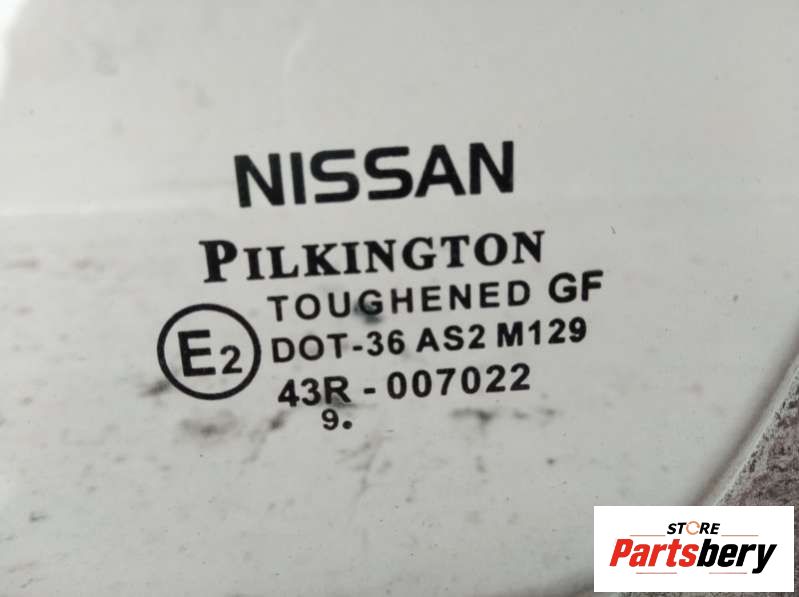 NISSAN
PILKINGTON
TOUGHENED GF
E2
DOT-36 AS2 M129
43R - 007022
9.
STORE
Partsbery